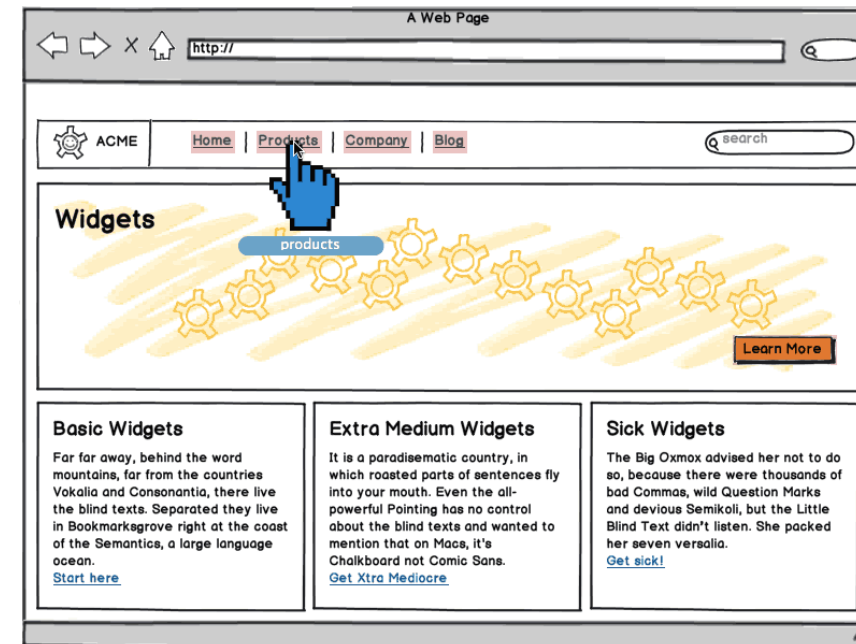 A Web Page
http://
ACME
Home | Products | Company | Blog
search
Widgets
products
Learn More
Basic Widgets
Far far away, behind the word
mountains, far from the countries
Vokalia and Consonantia, there live
the blind texts. Separated they live
in Bookmarksgrove right at the coast
of the Semantics, a large language
ocean.
Start here
Extra Medium Widgets
It is a paradisematic country, in
which roasted parts of sentences fly
into your mouth. Even the all-
powerful Pointing has no control
about the blind texts and wanted to
mention that on Macs, it's
Chalkboard not Comic Sans.
Get Xtra Mediocre
Sick Widgets
The Big Oxmox advised her not to do
so, because there were thousands of
bad Commas, wild Question Marks
and devious Semikoli, but the Little
Blind Text didn't listen. She packed
her seven versalia.
Get sick!